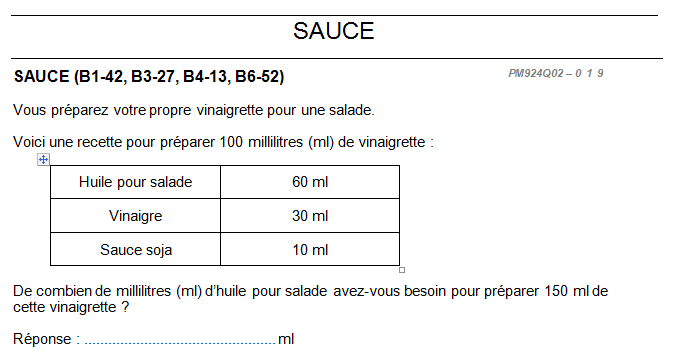 SAUCE
SAUCE (B1-42, B3-27, B4-13, B6-52)
PM924Q02 – 0 1 9
Vous préparez votre propre vinaigrette pour une salade.
Voici une recette pour préparer 100 millilitres (ml) de vinaigrette :
Huile pour salade 60 ml
Vinaigre 30 ml
Sauce soja 10 ml
De combien de millilitres (ml) d’huile pour salade avez-vous besoin pour préparer 150 ml de
cette vinaigrette ?
Réponse : ............................................. ml